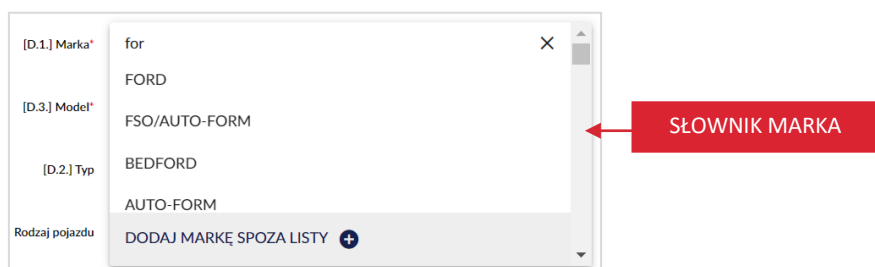 [D.1.] Marka*
for
FORD
[D.3.] Model*
FSO/AUTO-FORM
SŁOWNIK MARKA
[D.2.] Typ
BEDFORD
AUTO-FORM
Rodzaj pojazdu
DODAJ MARKĘ SPOZA LISTY